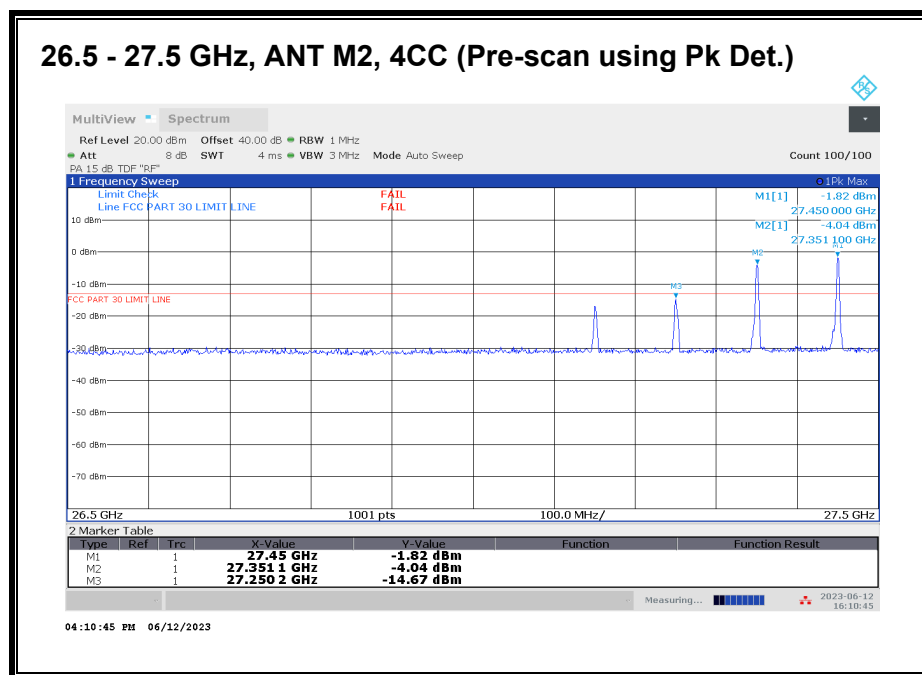 26.5 - 27.5 GHz, ANT M2, 4CC (Pre-scan using Pk Det.)
R&S
MultiView Spectrum
Ref Level 20.00 dBm Offset 40.00 dB RBW 1 MHz
Att 8 dB SWT 4 ms VBW 3 MHz Mode Auto Sweep Count 100/100
PA 15 dB TDF "RF"
1 Frequency Sweep 1Pk Max
Limit Check FAIL M1[1] -1.82 dBm
Line FCC PART 30 LIMIT LINE FAIL 27.450 000 GHz
10 dBm M2[1] -4.04 dBm
27.351 100 GHz
0 dBm M2 M1
-10 dBm M3
FCC PART 30 LIMIT LINE
-20 dBm
-30 dBm
-40 dBm
-50 dBm
-60 dBm
-70 dBm
26.5 GHz 1001 pts 100.0 MHz/ 27.5 GHz
2 Marker Table
Type Ref Trc X-Value Y-Value Function Function Result
M1 1 27.45 GHz -1.82 dBm
M2 1 27.351 1 GHz -4.04 dBm
M3 1 27.250 2 GHz -14.67 dBm
Measuring... 2023-06-12
16:10:45
04:10:45 PM 06/12/2023